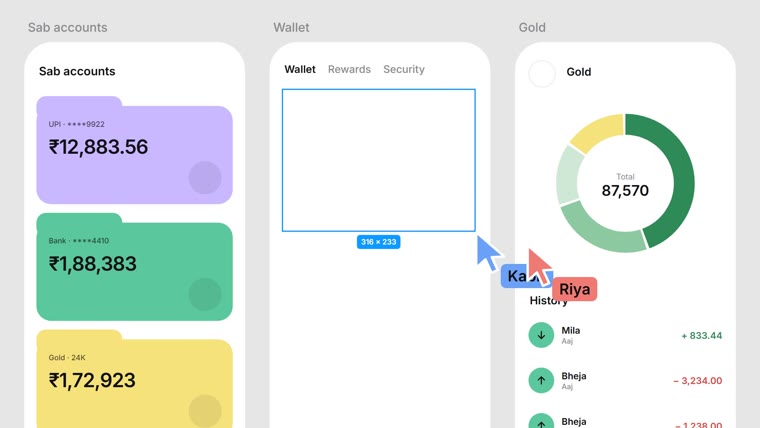 Sab accounts
Sab accounts
UPI · ****9922
₹12,883.56
Bank · ****4410
₹1,88,383
Gold · 24K
₹1,72,923
Wallet
Wallet Rewards Security
316 × 233
Riya
Gold
Gold
Total
87,570
History
Mila
Aaj
+ 833.44
Bheja
Aaj
− 3,234.00
Bheja
− 1,238.00